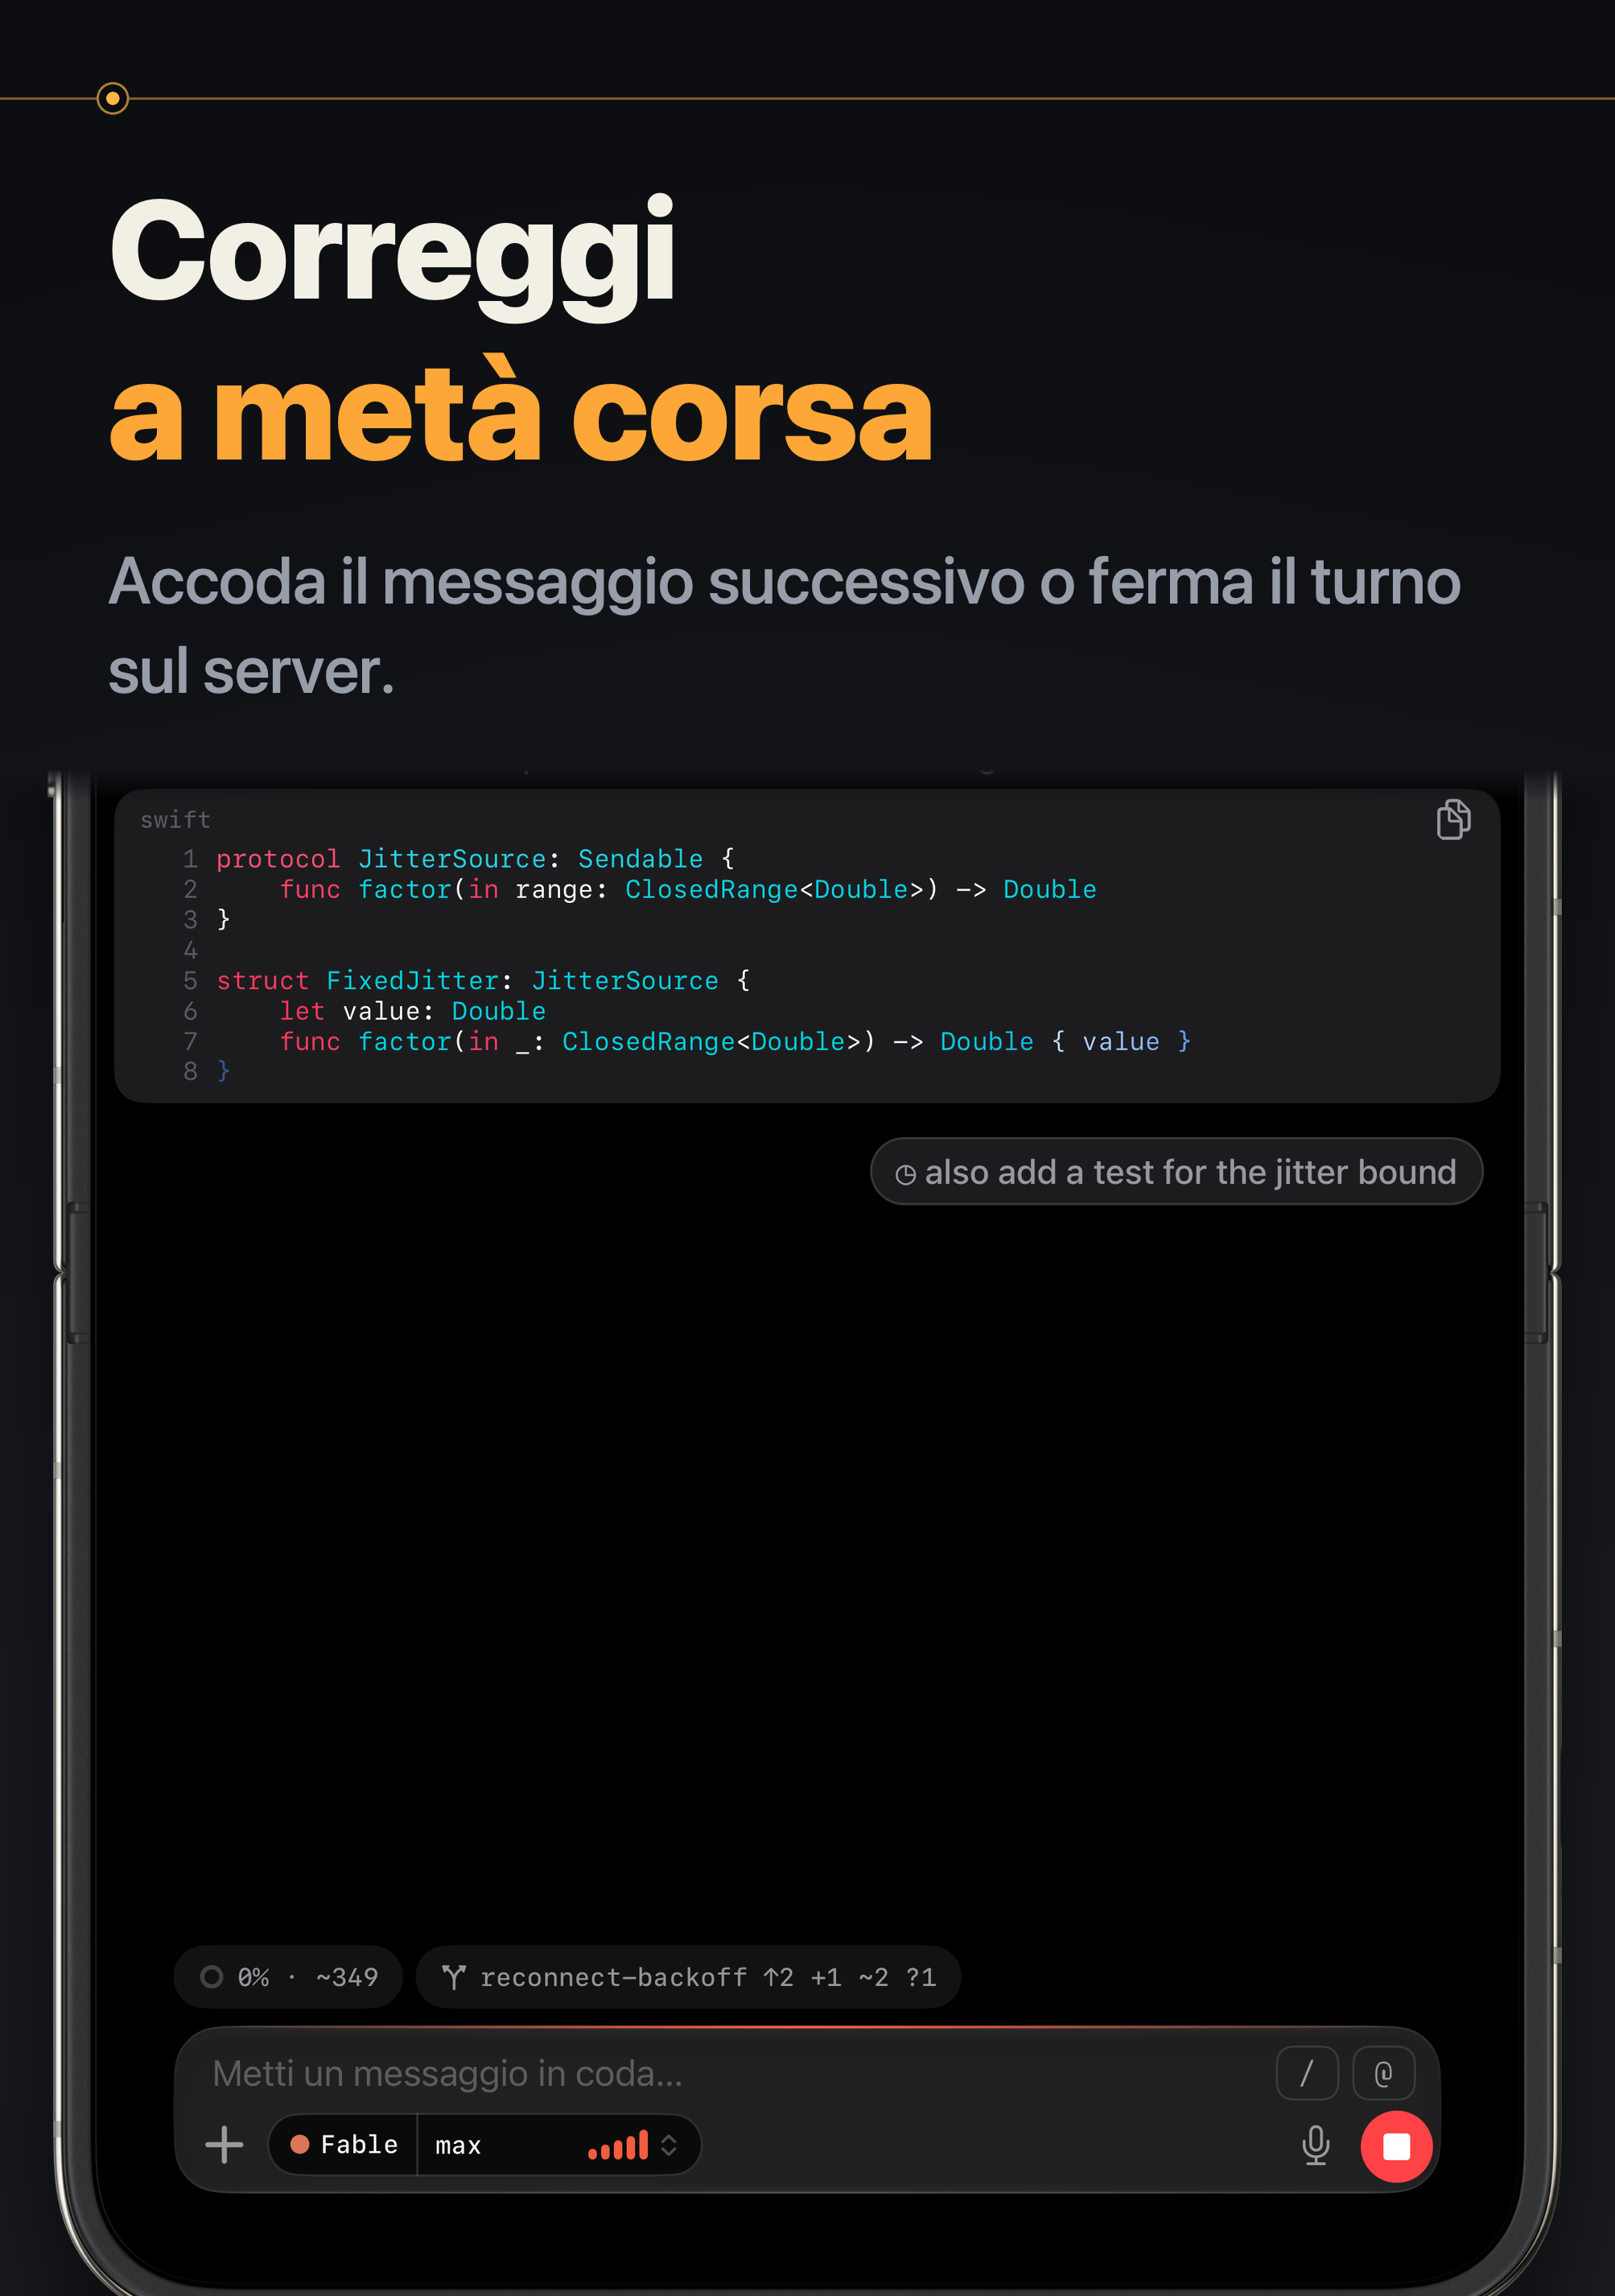 Correggi
a metà corsa
Accoda il messaggio successivo o ferma il turno
sul server.
swift
1 protocol JitterSource: Sendable {
2     func factor(in range: ClosedRange<Double>) -> Double
3 }
4
5 struct FixedJitter: JitterSource {
6     let value: Double
7     func factor(in _: ClosedRange<Double>) -> Double { value }
8 }
also add a test for the jitter bound
0% · ~349
reconnect-backoff ↑2 +1 ~2 ?1
Metti un messaggio in coda...
/ @
Fable max